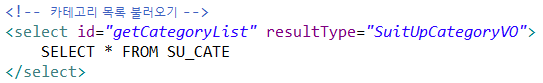 <!-- 카테고리 목록 불러오기 -->
<select id="getCategoryList" resultType="SuitUpCategoryVO">
SELECT * FROM SU_CATE
</select>